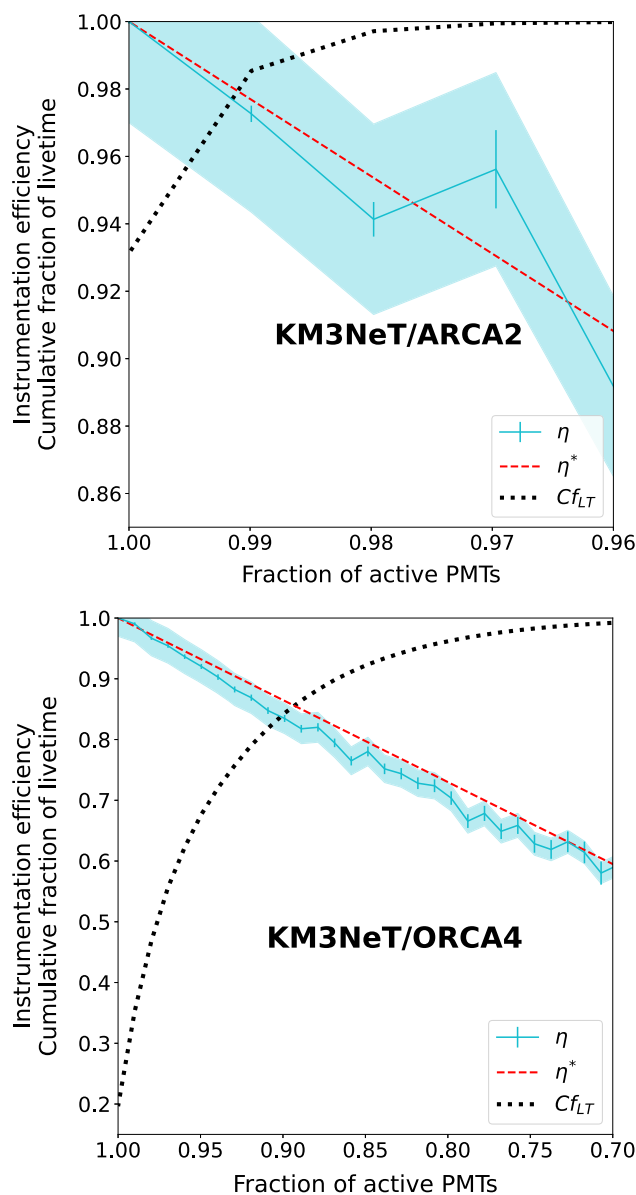 Instrumentation efficiency
Cumulative fraction of livetime
1.00
0.98
0.96
0.94
0.92
0.90
0.88
0.86
KM3NeT/ARCA2
η
η*
Cf_LT
1.00 0.99 0.98 0.97 0.96
Fraction of active PMTs
Instrumentation efficiency
Cumulative fraction of livetime
1.0
0.9
0.8
0.7
0.6
0.5
0.4
0.3
0.2
KM3NeT/ORCA4
η
η*
Cf_LT
1.00 0.95 0.90 0.85 0.80 0.75 0.70
Fraction of active PMTs